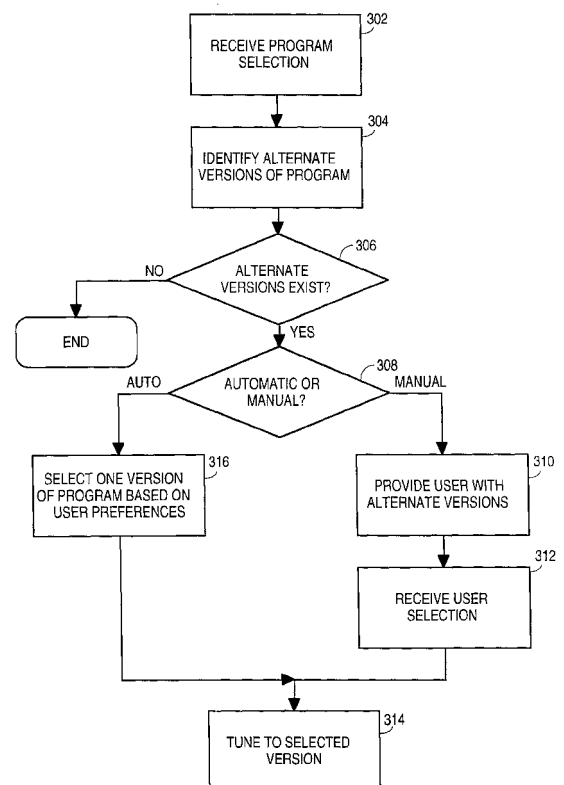 302
RECEIVE PROGRAM
SELECTION
304
IDENTIFY ALTERNATE
VERSIONS OF PROGRAM
306
NO
ALTERNATE
VERSIONS EXIST?
END
YES
308
AUTO
AUTOMATIC OR
MANUAL?
MANUAL
316
SELECT ONE VERSION
OF PROGRAM BASED ON
USER PREFERENCES
310
PROVIDE USER WITH
ALTERNATE VERSIONS
312
RECEIVE USER
SELECTION
314
TUNE TO SELECTED
VERSION